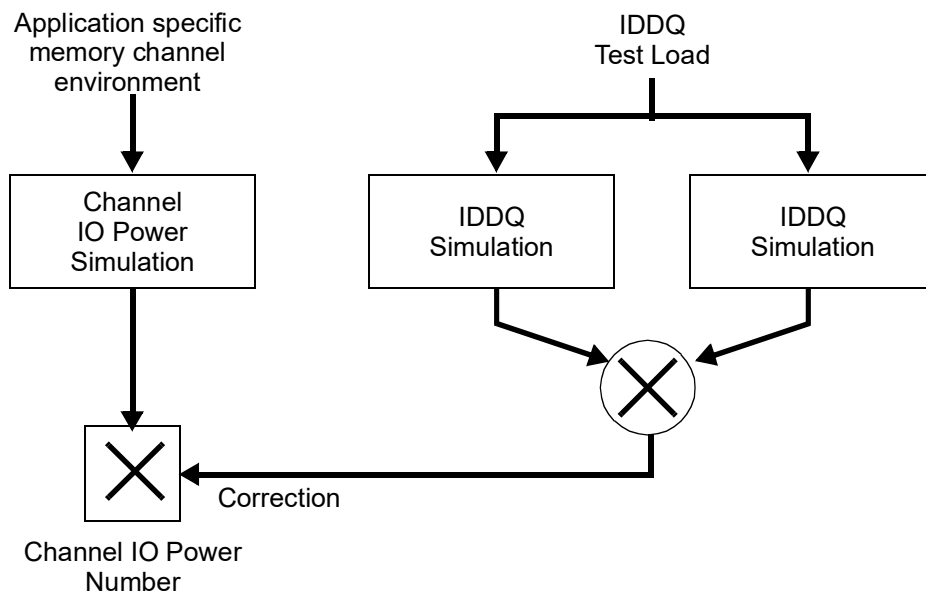 Application specific
memory channel
environment
IDDQ
Test Load
Channel
IO Power
Simulation
IDDQ
Simulation
IDDQ
Simulation
Correction
Channel IO Power
Number